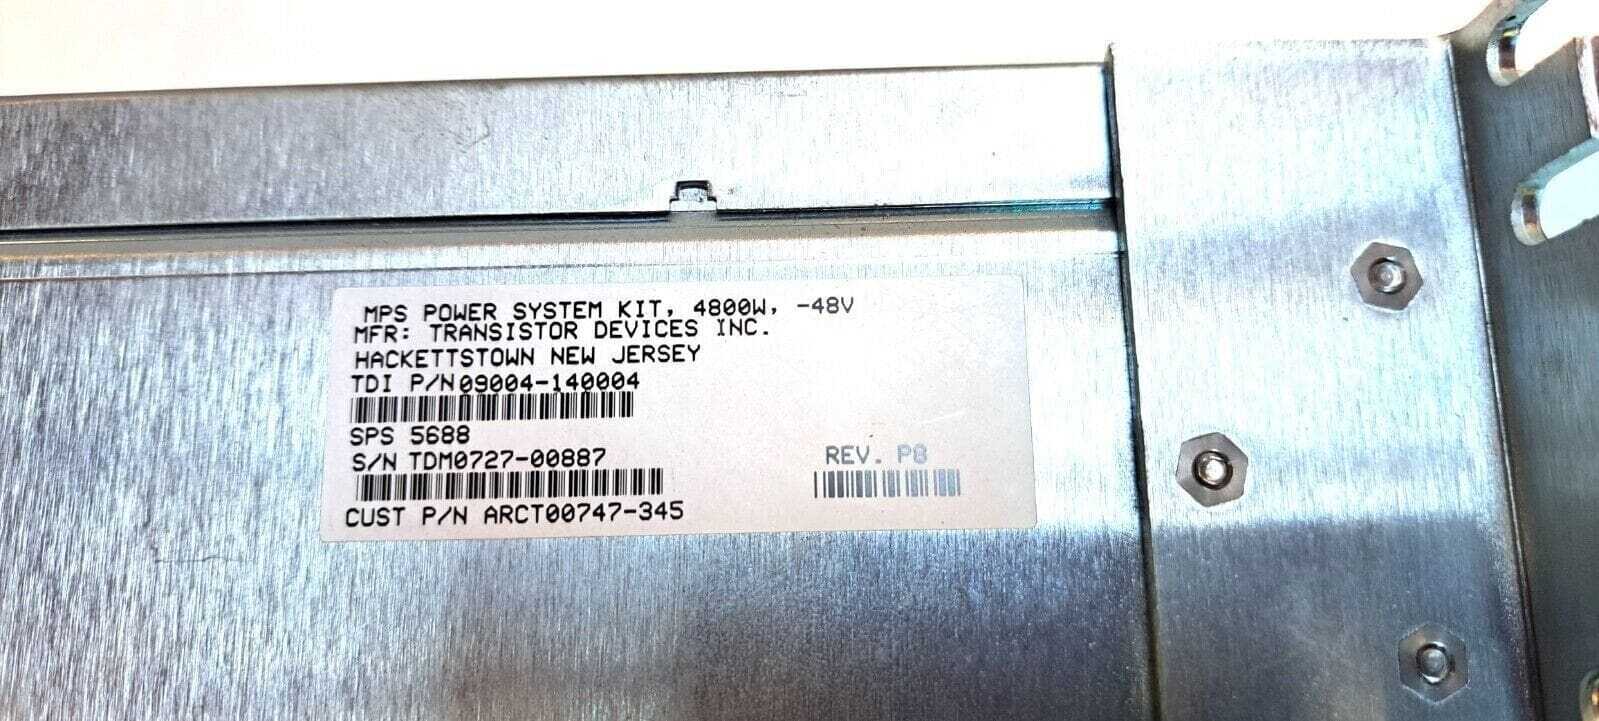 MPS POWER SYSTEM KIT, 4800W, -48V
MFR: TRANSISTOR DEVICES INC.
HACKETTSTOWN NEW JERSEY
TDI P/N09004-140004
SPS 5688
S/N TDM0727-00887
REV. P8
CUST P/N ARCT00747-345